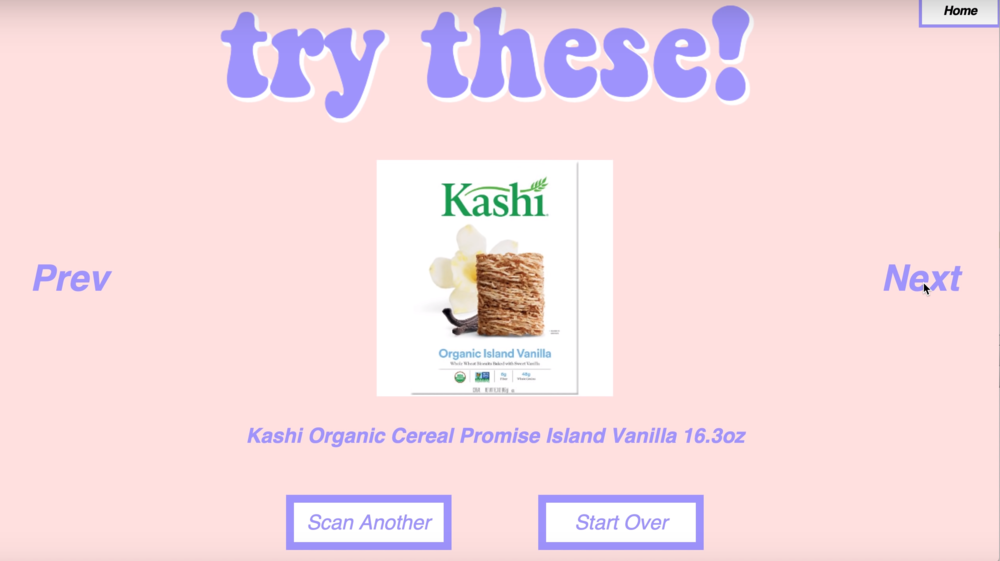 Home
try these!
Kashi
Prev
Next
Organic Island Vanilla
Kashi Organic Cereal Promise Island Vanilla 16.3oz
Scan Another
Start Over